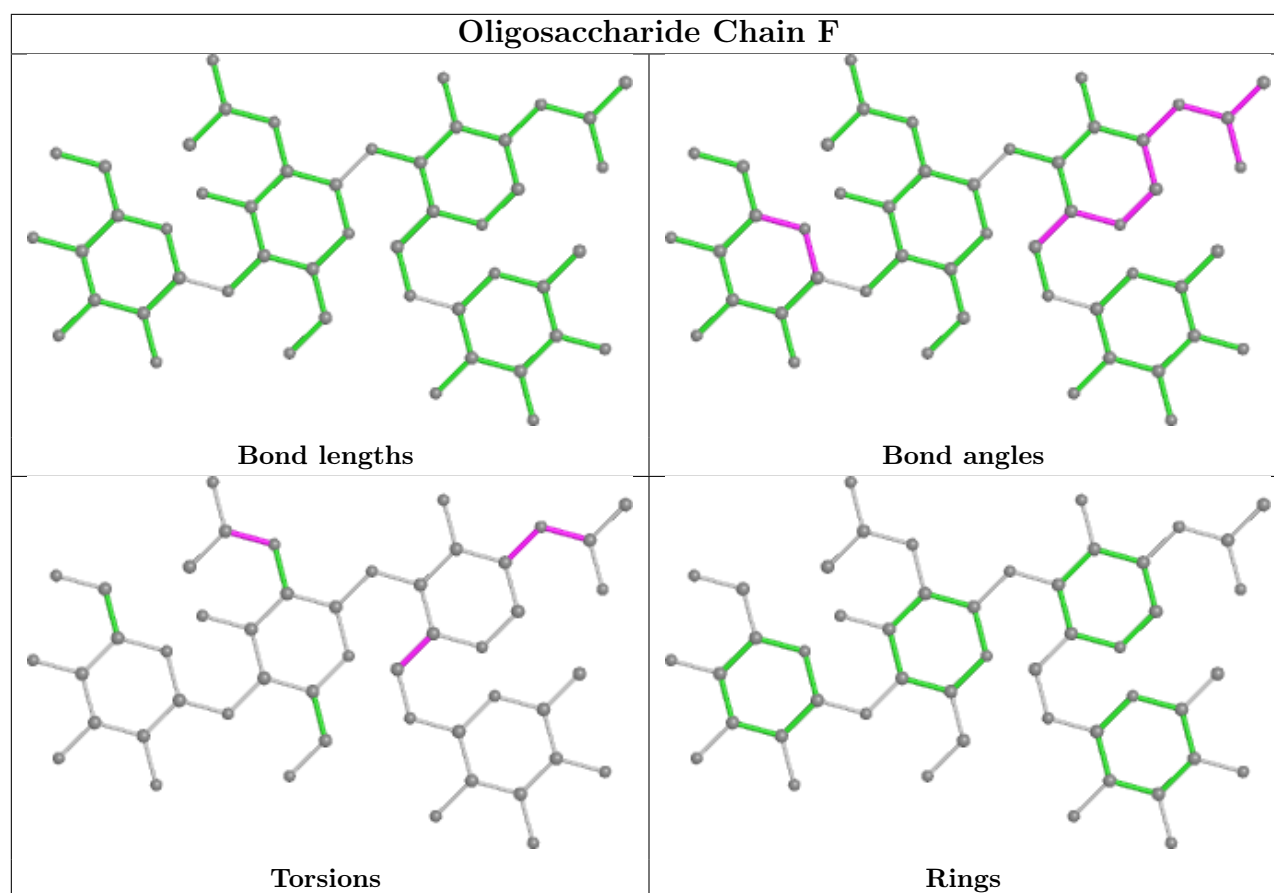 Oligosaccharide Chain F
Bond lengths
Bond angles
Torsions
Rings